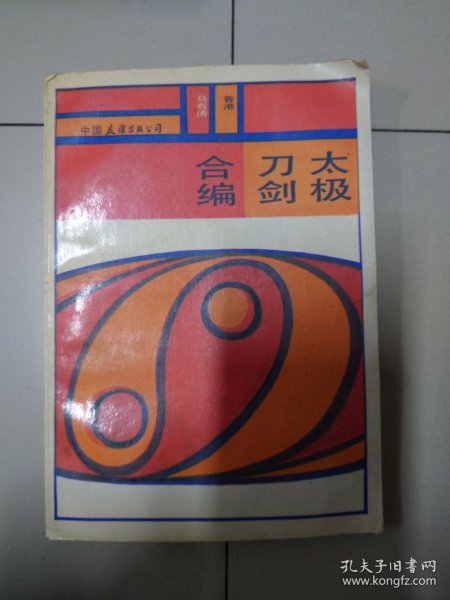 太极
刀剑
合编
香港
马有清
中国友谊出版公司
孔夫子旧书网
www.kongfz.com